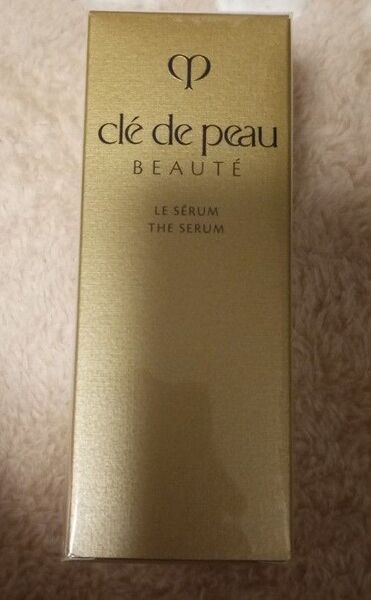 clé de peau
BEAUTÉ
LE SÉRUM
THE SERUM